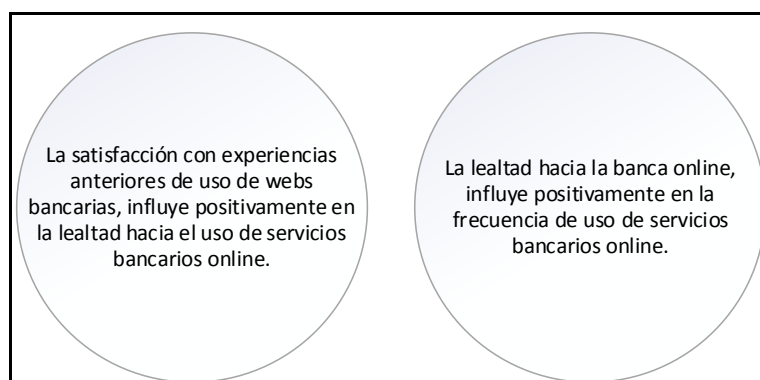 La satisfacción con experiencias
anteriores de uso de webs
bancarias, influye positivamente en
la lealtad hacia el uso de servicios
bancarios online.
La lealtad hacia la banca online,
influye positivamente en la
frecuencia de uso de servicios
bancarios online.